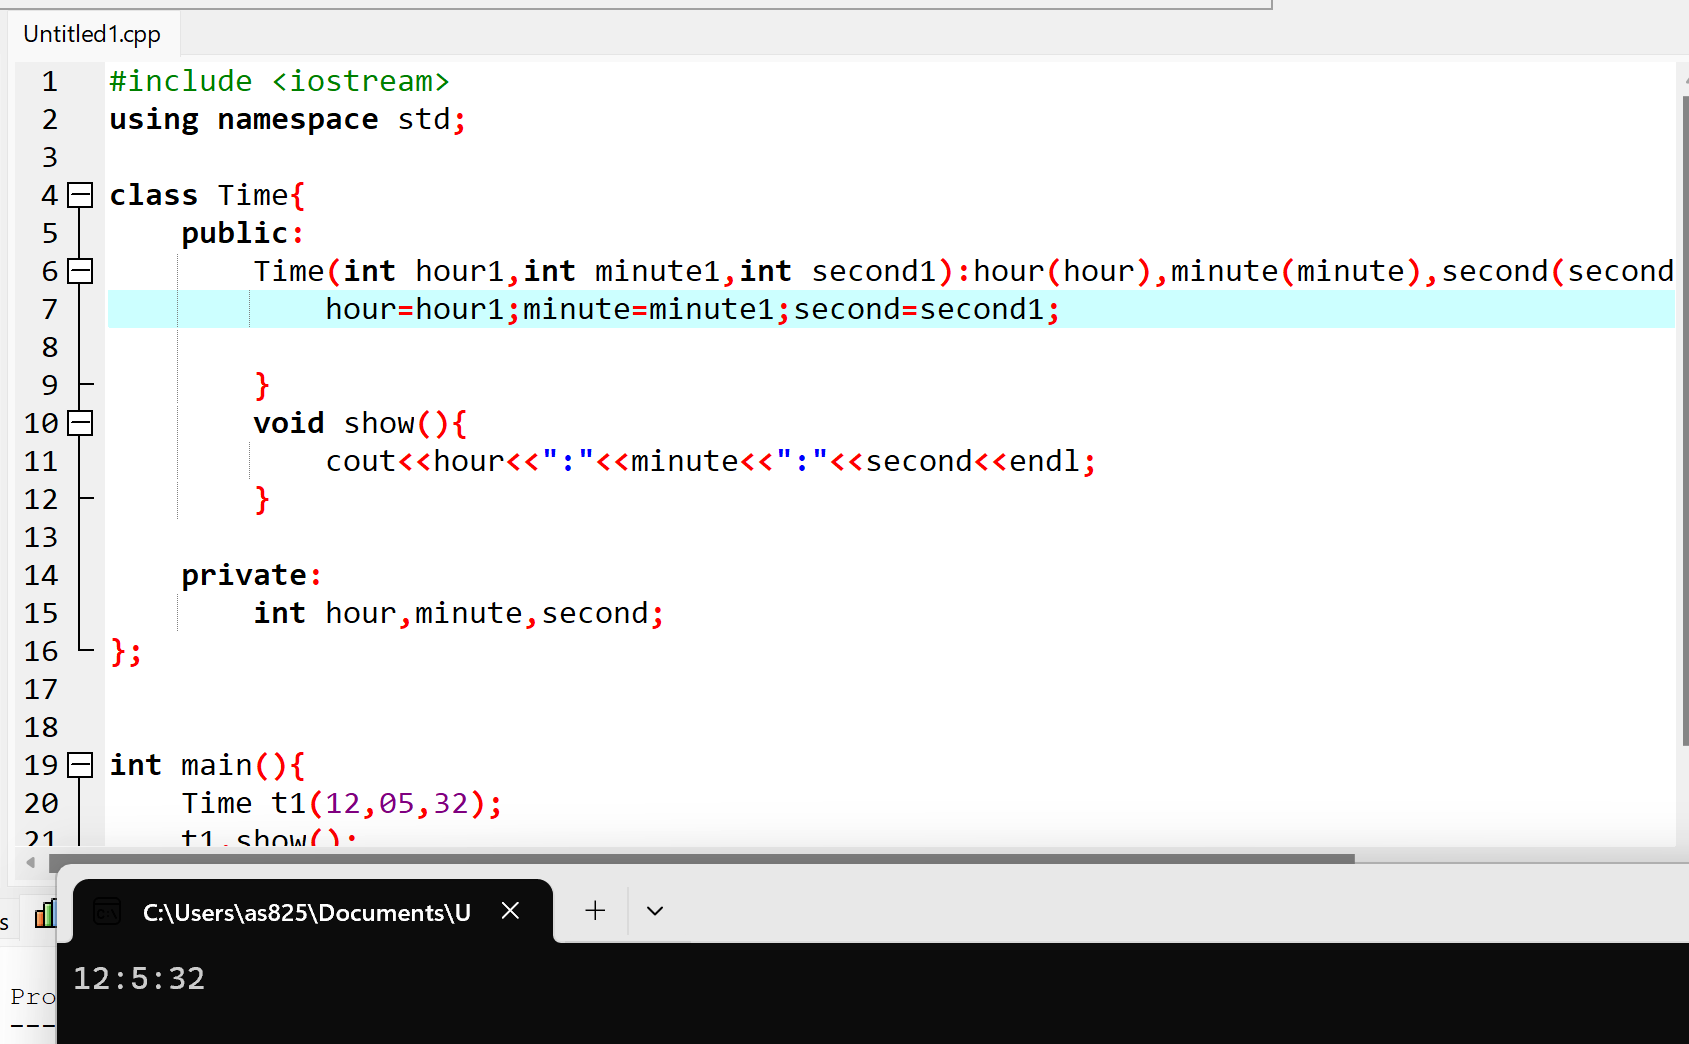 Untitled1.cpp
1 #include <iostream>
2 using namespace std;
3
4 class Time{
5 public:
6 Time(int hour1,int minute1,int second1):hour(hour),minute(minute),second(second
7 hour=hour1;minute=minute1;second=second1;
8
9 }
10 void show(){
11 cout<<hour<<":"<<minute<<":"<<second<<endl;
12 }
13
14 private:
15 int hour,minute,second;
16 };
17
18
19 int main(){
20 Time t1(12,05,32);
21 t1.show();
s
C:\Users\as825\Documents\U
12:5:32
Pro
---